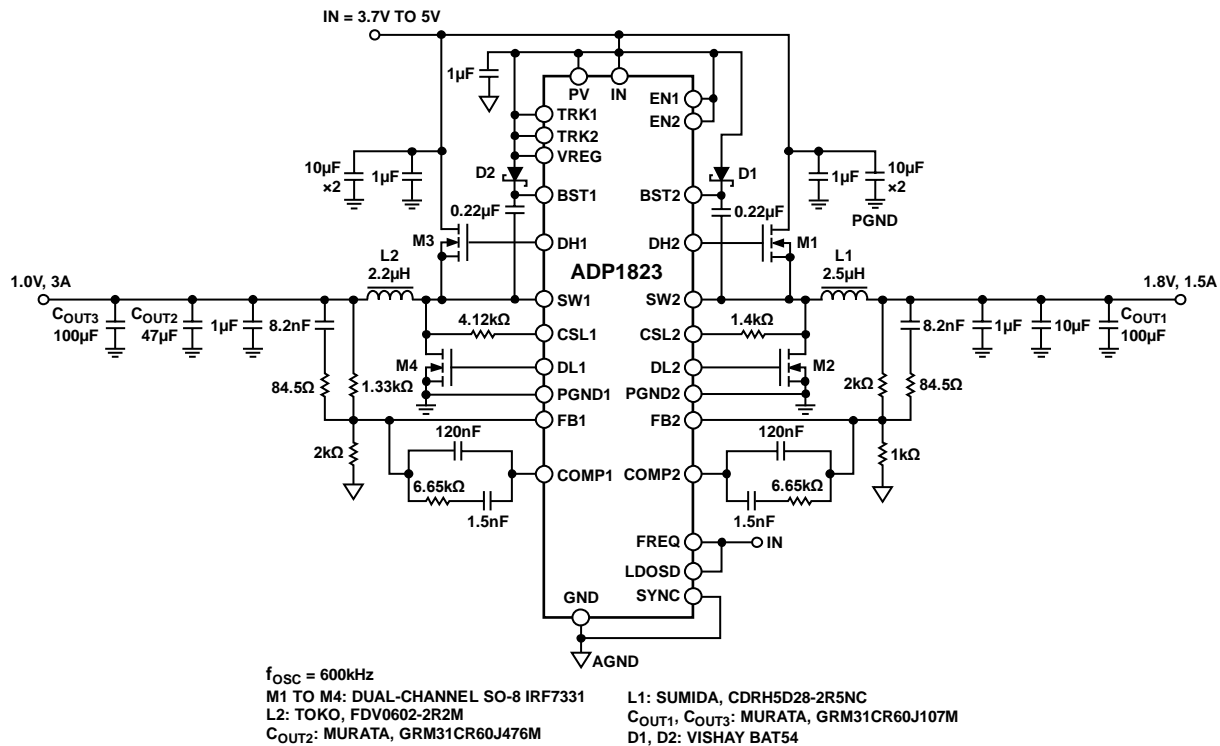 IN = 3.7V TO 5V
1µF
PV
IN
TRK1
TRK2
VREG
EN1
EN2
10µF
×2
1µF
D2
BST1
0.22µF
D1
BST2
0.22µF
1µF
10µF
×2
PGND
M3
DH1
DH2
M1
ADP1823
1.0V, 3A
L2
2.2µH
SW1
SW2
L1
2.5µH
1.8V, 1.5A
COUT3
100µF
COUT2
47µF
1µF
8.2nF
4.12kΩ
CSL1
1.4kΩ
CSL2
8.2nF
1µF
10µF
COUT1
100µF
M4
DL1
DL2
M2
84.5Ω
1.33kΩ
PGND1
PGND2
2kΩ
84.5Ω
FB1
FB2
2kΩ
120nF
COMP1
6.65kΩ
1.5nF
120nF
COMP2
6.65kΩ
1.5nF
1kΩ
FREQ
IN
LDOSD
SYNC
GND
AGND
fOSC = 600kHz
M1 TO M4: DUAL-CHANNEL SO-8 IRF7331
L2: TOKO, FDV0602-2R2M
COUT2: MURATA, GRM31CR60J476M
L1: SUMIDA, CDRH5D28-2R5NC
COUT1, COUT3: MURATA, GRM31CR60J107M
D1, D2: VISHAY BAT54